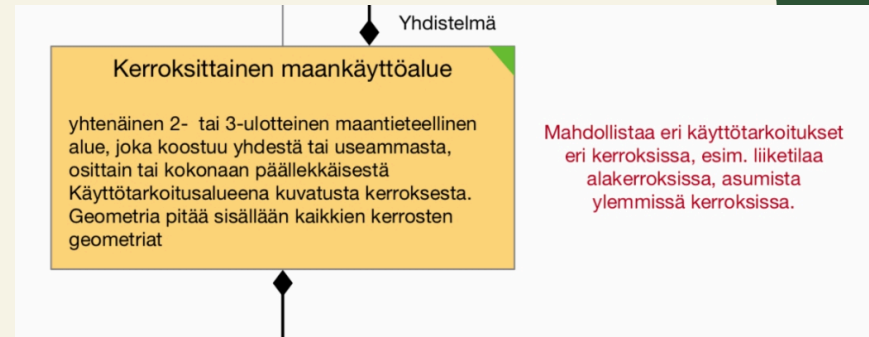 Yhdistelmä
Kerroksittainen maankäyttöalue
yhtenäinen 2- tai 3-ulotteinen maantieteellinen
alue, joka koostuu yhdestä tai useammasta,
osittain tai kokonaan päällekkäisestä
Käyttötarkoitusalueena kuvatusta kerroksesta.
Geometria pitää sisällään kaikkien kerrosten
geometriat
Mahdollistaa eri käyttötarkoitukset
eri kerroksissa, esim. liiketilaa
alakerroksissa, asumista
ylemmissä kerroksissa.